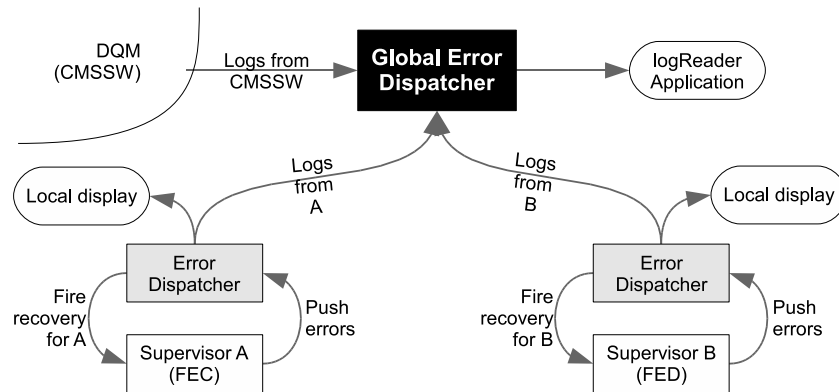 DQM
(CMSSW)
Logs from
CMSSW
Global Error
Dispatcher
logReader
Application
Logs
from
A
Logs
from
B
Local display
Local display
Error
Dispatcher
Error
Dispatcher
Fire
recovery
for A
Push
errors
Fire
recovery
for B
Push
errors
Supervisor A
(FEC)
Supervisor B
(FED)